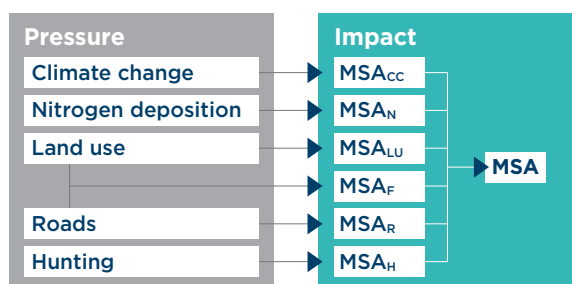 Pressure
Impact
Climate change
MSACC
Nitrogen deposition
MSAN
Land use
MSALU
MSA
MSAF
Roads
MSAR
Hunting
MSAH